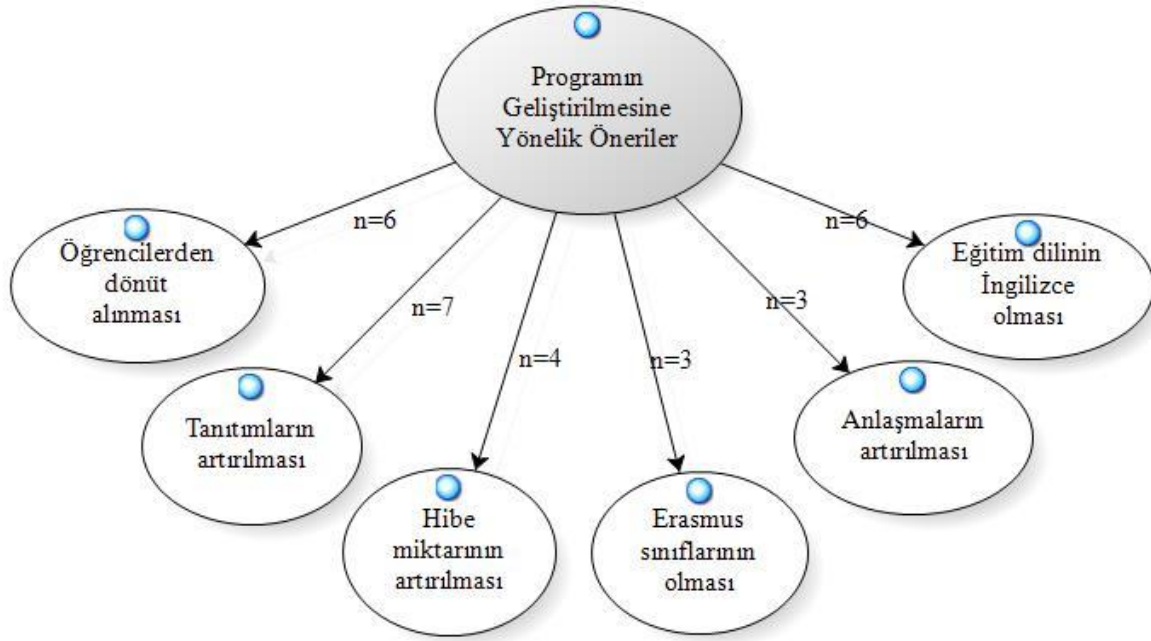 Programın
Geliştirilmesine
Yönelik Öneriler
n=6
n=7
n=4
n=3
n=3
n=6
Öğrencilerden
dönüt
alınması
Tanıtımların
artırılması
Hibe
miktarının
artırılması
Erasmus
sınıflarının
olması
Anlaşmaların
artırılması
Eğitim dilinin
İngilizce
olması